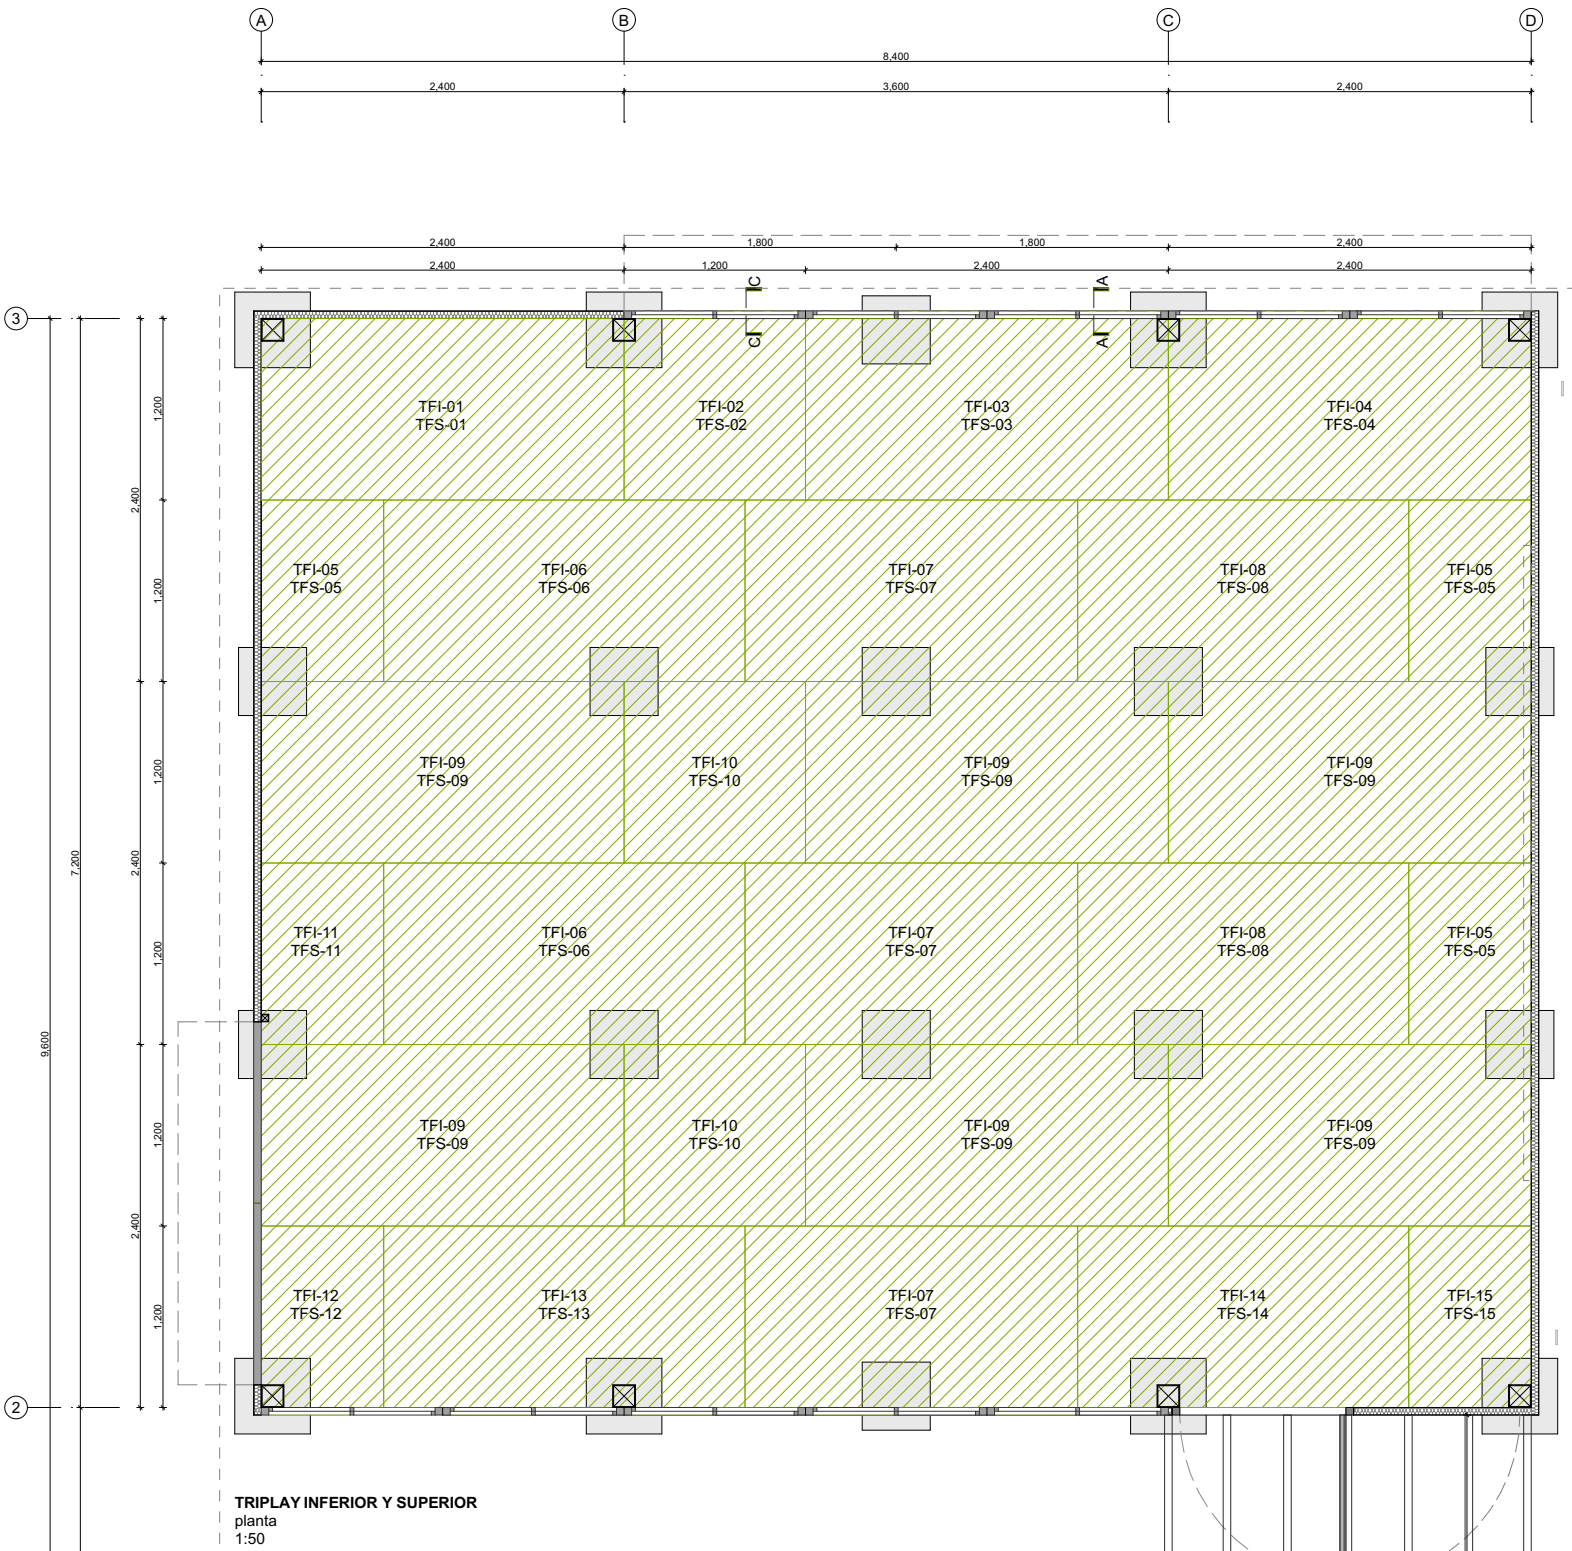 A B C D
8,400
2,400 3,600 2,400
2,400 1,800 1,800 2,400
2,400 1,200 2,400 2,400
C A
3
C A
TFI-01 TFI-02 TFI-03 TFI-04
TFS-01 TFS-02 TFS-03 TFS-04
1,200
2,400
TFI-05 TFI-06 TFI-07 TFI-08 TFI-05
TFS-05 TFS-06 TFS-07 TFS-08 TFS-05
1,200
TFI-09 TFI-10 TFI-09 TFI-09
TFS-09 TFS-10 TFS-09 TFS-09
1,200
7,200
2,400
TFI-11 TFI-06 TFI-07 TFI-08 TFI-05
TFS-11 TFS-06 TFS-07 TFS-08 TFS-05
1,200
9,600
TFI-09 TFI-10 TFI-09 TFI-09
TFS-09 TFS-10 TFS-09 TFS-09
1,200
2,400
TFI-12 TFI-13 TFI-07 TFI-14 TFI-15
TFS-12 TFS-13 TFS-07 TFS-14 TFS-15
1,200
2
TRIPLAY INFERIOR Y SUPERIOR
planta
1:50